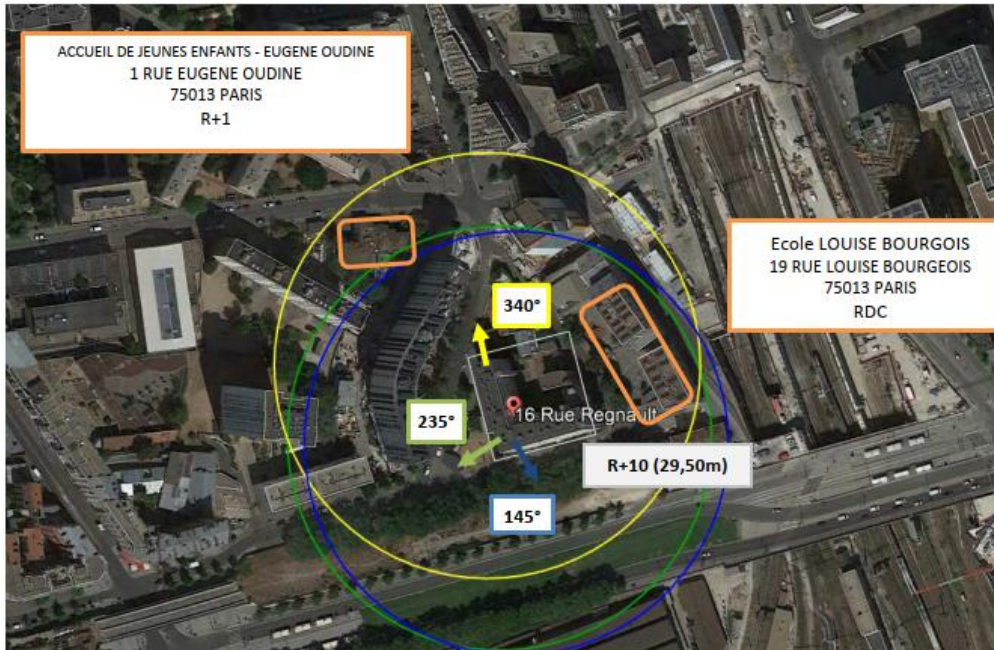 ACCUEIL DE JEUNES ENFANTS - EUGENE OUDINE
1 RUE EUGENE OUDINE
75013 PARIS
R+1
Ecole LOUISE BOURGOIS
19 RUE LOUISE BOURGEOIS
75013 PARIS
RDC
340°
235°
16 Rue Regnault
R+10 (29,50m)
145°